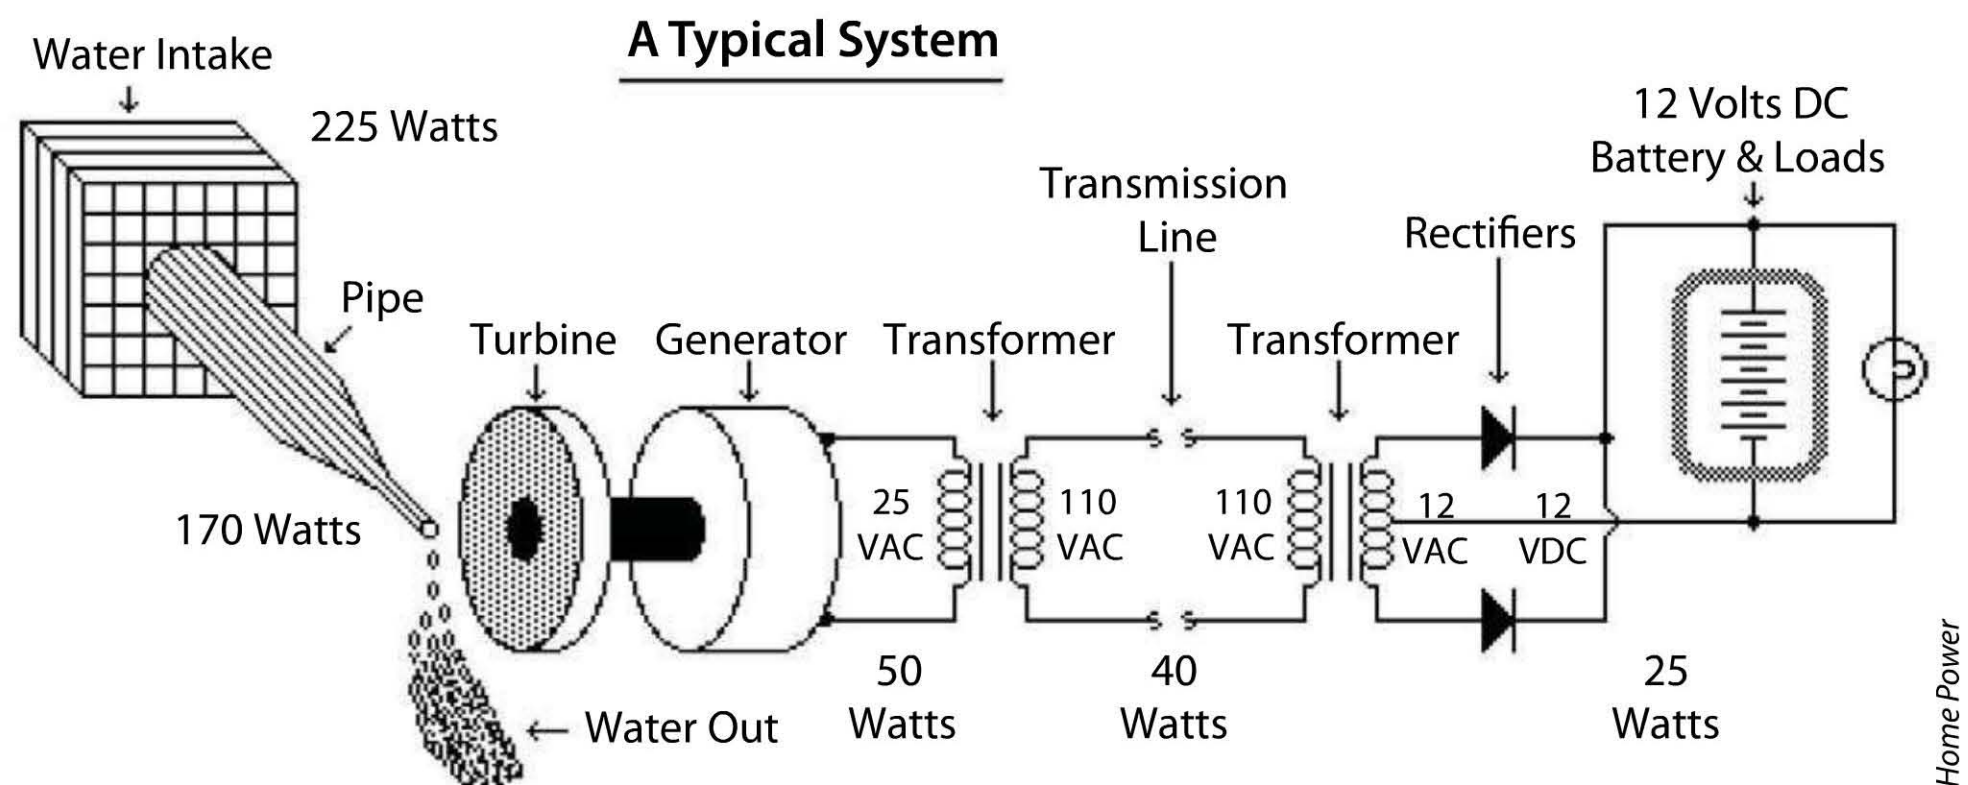 A Typical System
Water Intake
225 Watts
12 Volts DC
Battery & Loads
Transmission
Line
Rectifiers
Pipe
Turbine
Generator
Transformer
Transformer
170 Watts
25
VAC
110
VAC
110
VAC
12
VAC
12
VDC
50
Watts
40
Watts
25
Watts
Water Out
Home Power